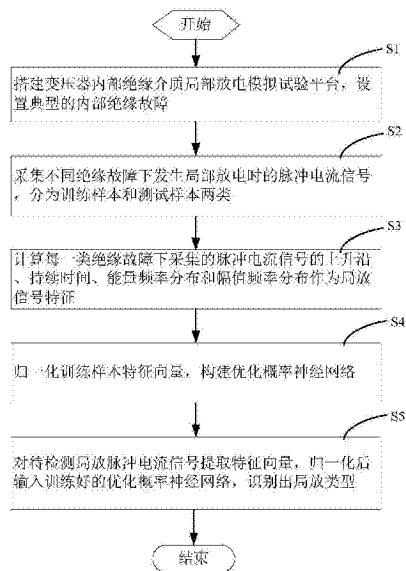 开始
S1
搭建变压器内部绝缘介质局部放电模拟试验平台，设
置典型的内部绝缘故障
S2
采集不同绝缘故障下发生局部放电时的脉冲电流信号
，分为训练样本和测试样本两类
S3
计算每一类绝缘故障下采集的脉冲电流信号的上升沿
、持续时间、能量频率分布和幅值频率分布作为局放
信号特征
S4
归一化训练样本特征向量，构建优化概率神经网络
S5
对待检测局放脉冲电流信号提取特征向量，归一化后
输入训练好的优化概率神经网络，识别出局放类型
结束